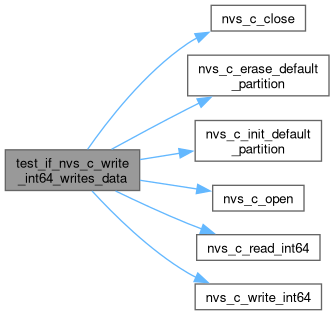 nvs_c_close
nvs_c_erase_default
_partition
nvs_c_init_default
_partition
test_if_nvs_c_write
_int64_writes_data
nvs_c_open
nvs_c_read_int64
nvs_c_write_int64